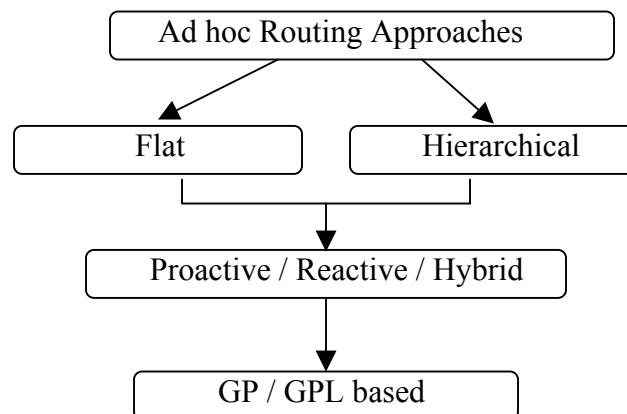 Ad hoc Routing Approaches
Flat
Hierarchical
Proactive / Reactive / Hybrid
GP / GPL based